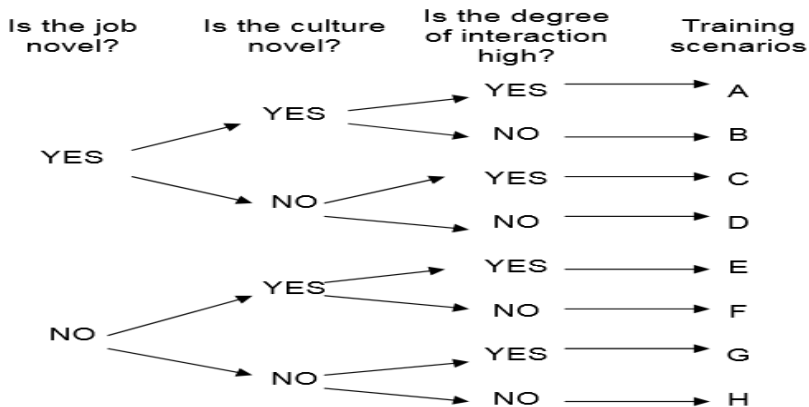 Is the job
novel?
Is the culture
novel?
Is the degree
of interaction
high?
Training
scenarios
YES
YES
YES
A
NO
B
NO
YES
C
NO
D
NO
YES
YES
E
NO
F
NO
YES
G
NO
H